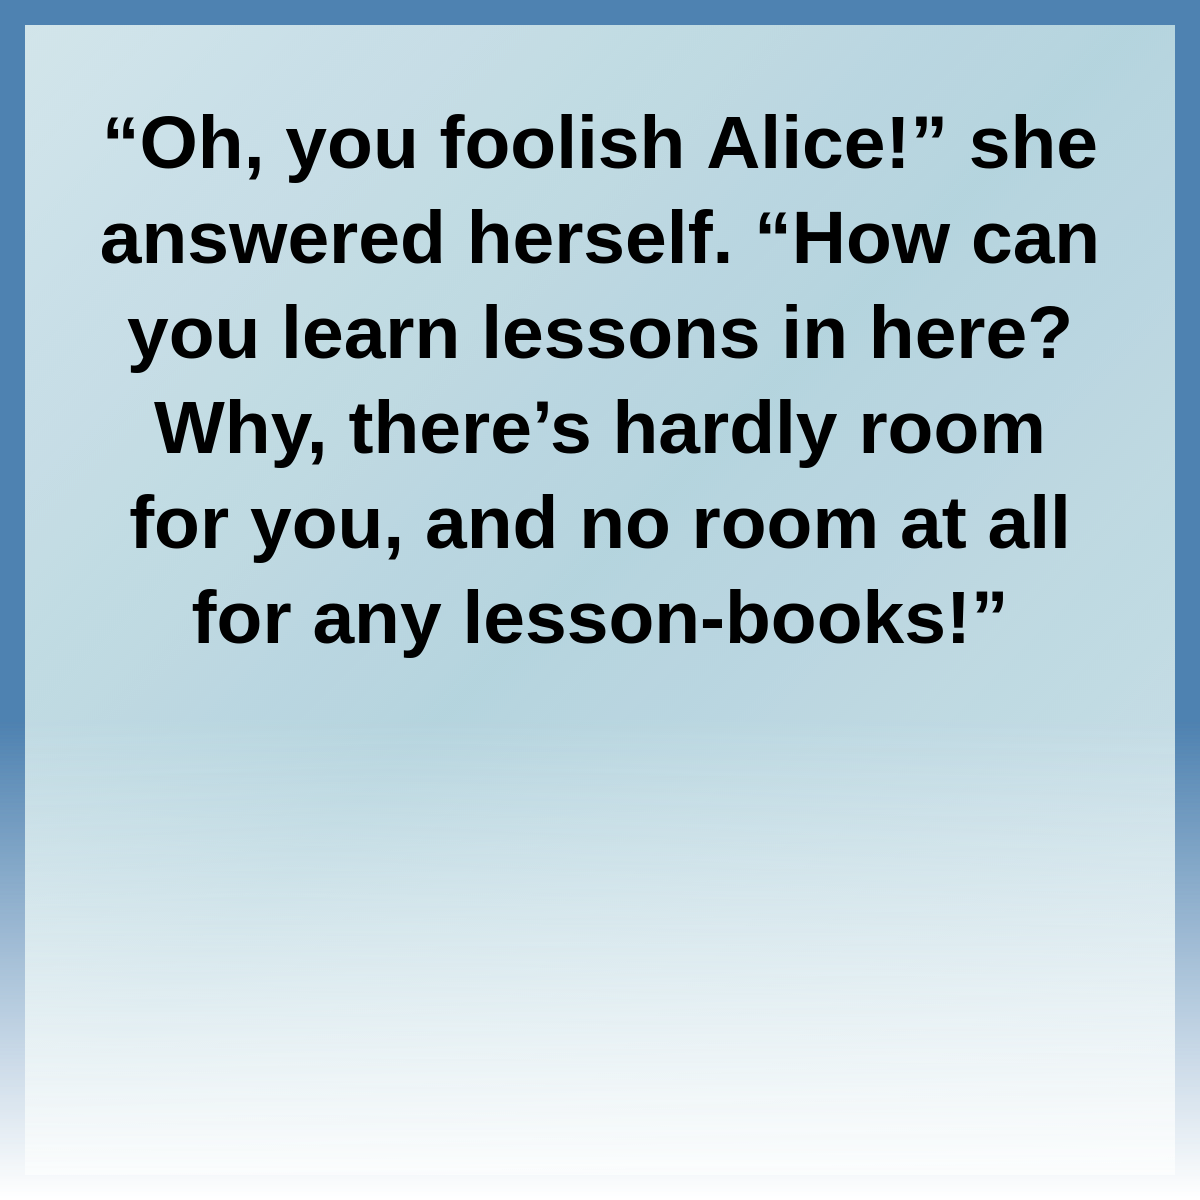 “Oh, you foolish Alice!” she
answered herself. “How can
you learn lessons in here?
Why, there’s hardly room
for you, and no room at all
for any lesson-books!”